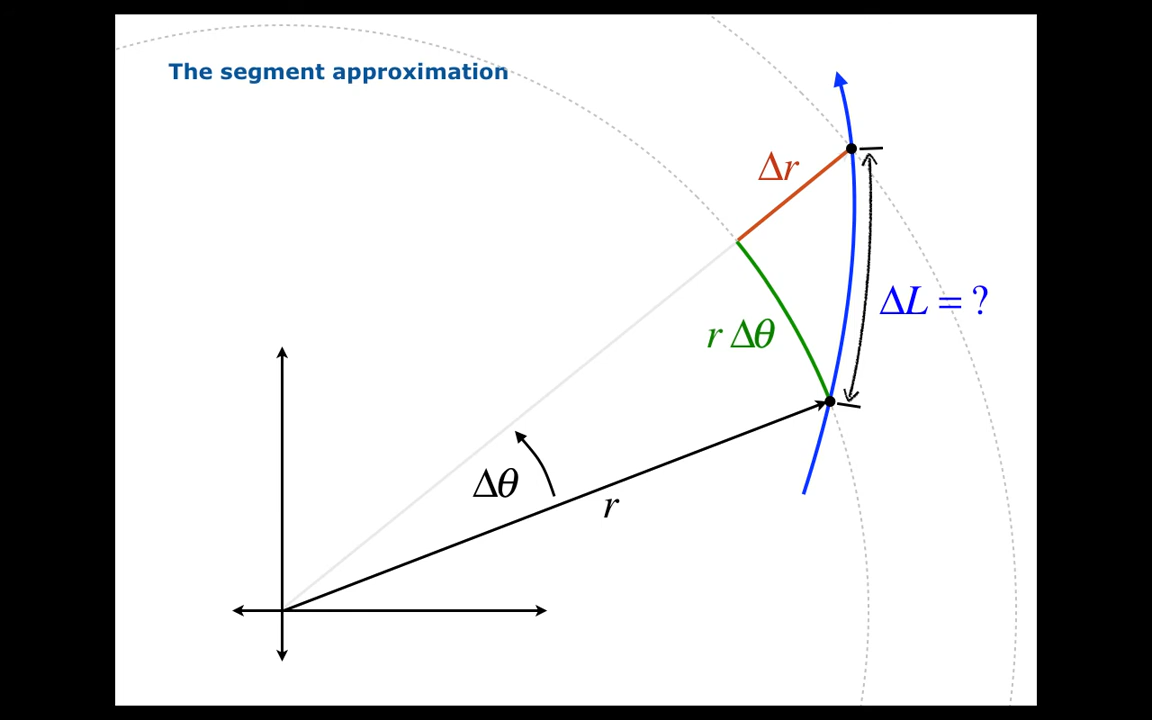 The segment approximation
Δr
ΔL = ?
r Δθ
Δθ
r